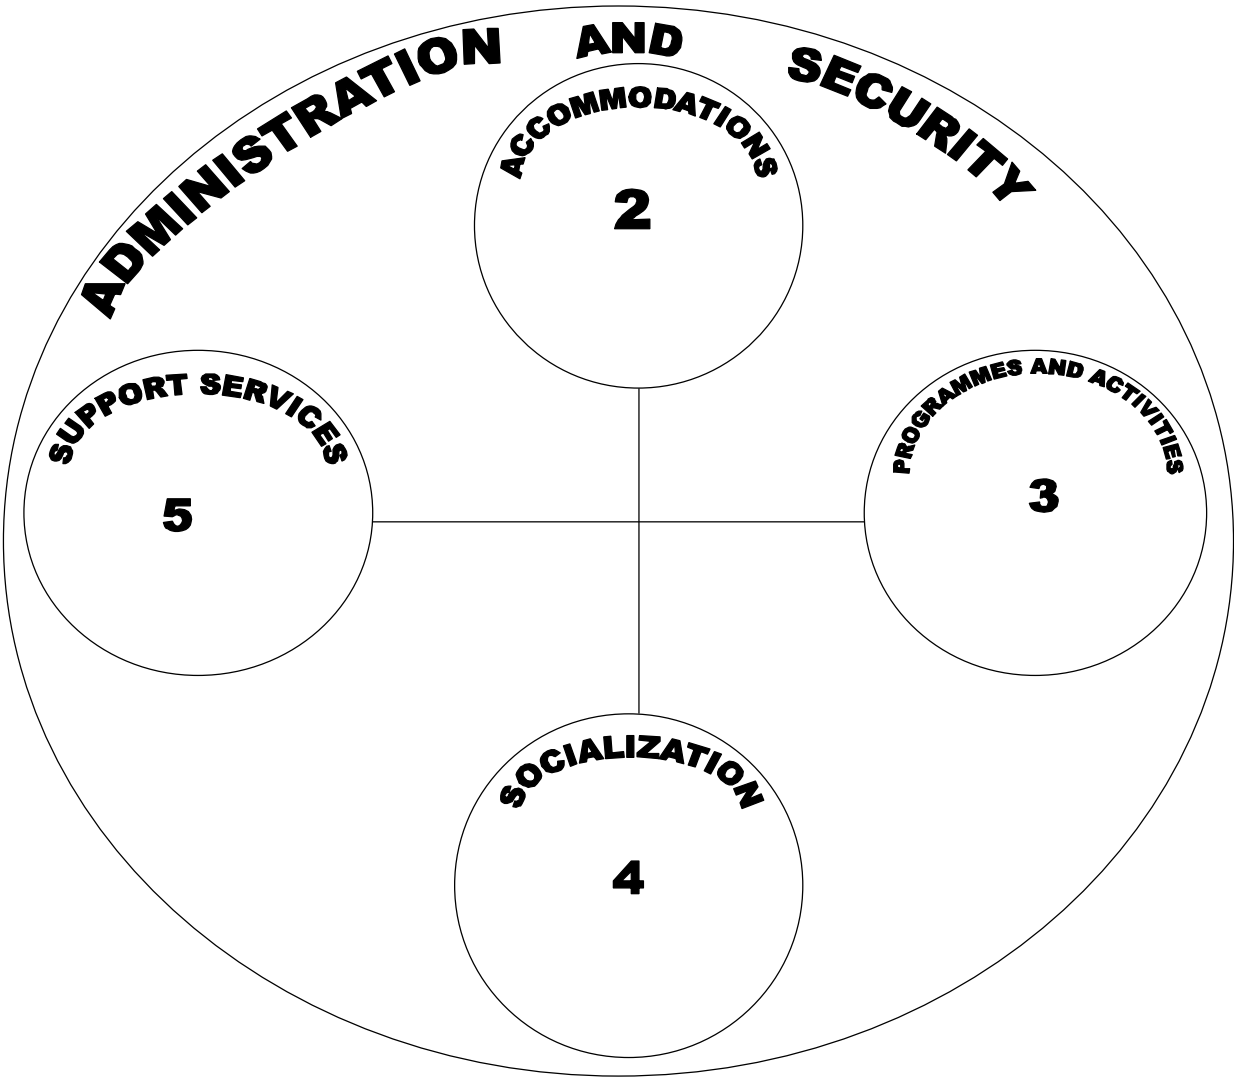 ADMINISTRATION AND SECURITY
ACCOMMODATIONS
2
SUPPORT SERVICES
5
PROGRAMMES AND ACTIVITIES
3
SOCIALIZATION
4